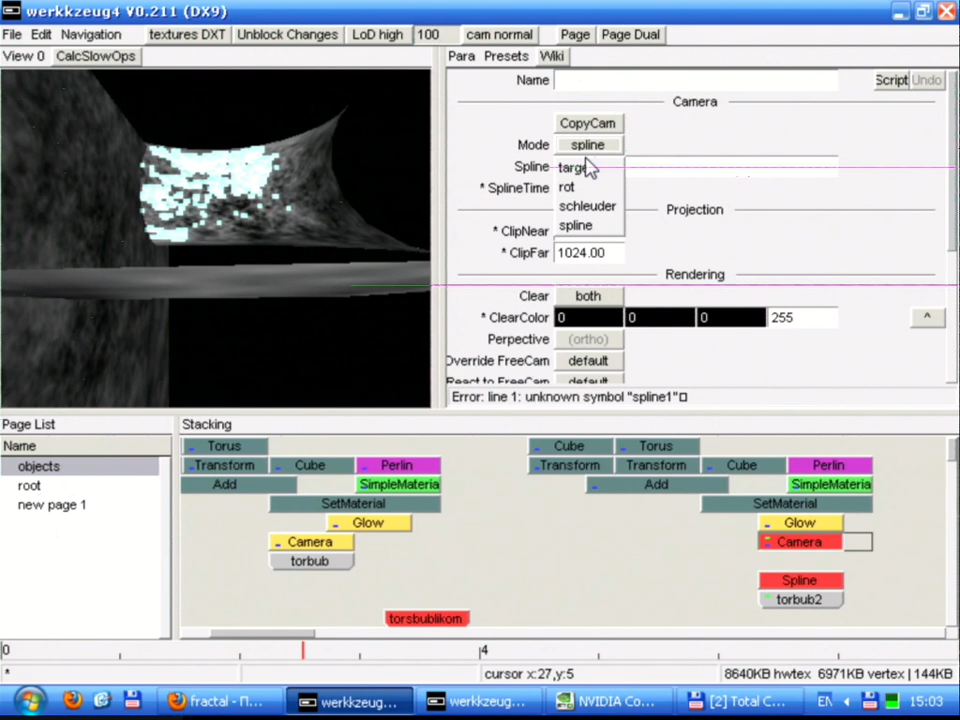 werkkzeug4 V0.211 (DX9)
File Edit Navigation textures DXT Unblock Changes LoD high 100 cam normal Page Page Dual
View 0 CalcSlowOps Para Presets Wiki
Name Script Undo
Camera
CopyCam
Mode spline
Spline
* SplineTime rot
schleuder Projection
* ClipNear spline
* ClipFar 1024.00
Rendering
Clear both
* ClearColor 0 0 0 255 ^
Perpective (ortho)
Override FreeCam default
React to FreeCam default
Error: line 1: unknown symbol "spline1"
Page List Stacking
Name Torus Cube Torus
objects Transform Cube Perlin Transform Transform Cube Perlin
root Add SimpleMateria Add SimpleMateria
new page 1 SetMaterial SetMaterial
Glow Glow
Camera Camera
torbub
Spline
torbub2
torsbublikom
0 4
* cursor x:27,y:5 8640KB hwtex 6971KB vertex | 144KB
fractal - П... werkkzeug... werkkzeug... NVIDIA Co... [2] Total C... EN 15:03